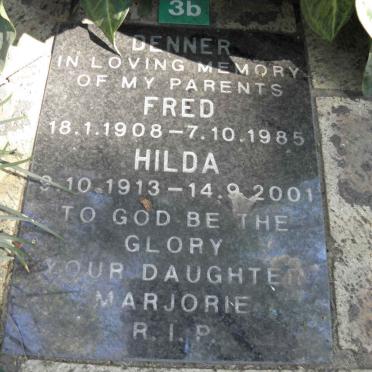 3b
DENNER
IN LOVING MEMORY
OF MY PARENTS
FRED
18.1.1908–7.10.1985
HILDA
3.10.1913–14.9.2001
TO GOD BE THE
GLORY
YOUR DAUGHTER
MARJORIE
R.I.P.